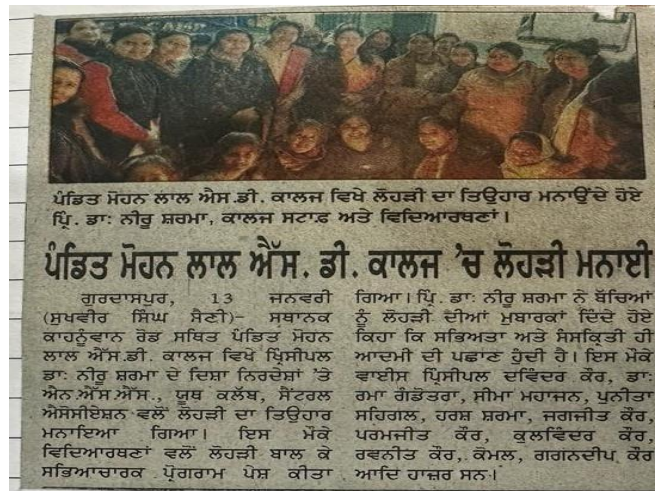 ਪੰਡਿਤ ਮੋਹਨ ਲਾਲ ਐਸ.ਡੀ. ਕਾਲਜ ਵਿਖੇ ਲੋਹੜੀ ਦਾ ਤਿਉਹਾਰ ਮਨਾਉਂਦੇ ਹੋਏ
ਪ੍ਰਿੰ. ਡਾ: ਨੀਰੂ ਸ਼ਰਮਾ, ਕਾਲਜ ਸਟਾਫ਼ ਅਤੇ ਵਿਦਿਆਰਥਣਾਂ।
ਪੰਡਿਤ ਮੋਹਨ ਲਾਲ ਐੱਸ. ਡੀ. ਕਾਲਜ 'ਚ ਲੋਹੜੀ ਮਨਾਈ
ਗੁਰਦਾਸਪੁਰ, 13 ਜਨਵਰੀ
(ਸੁਖਵੀਰ ਸਿੰਘ ਸੈਣੀ)- ਸਥਾਨਕ
ਕਾਹਨੂੰਵਾਨ ਰੋਡ ਸਥਿਤ ਪੰਡਿਤ ਮੋਹਨ
ਲਾਲ ਐੱਸ.ਡੀ. ਕਾਲਜ ਵਿਖੇ ਪ੍ਰਿੰਸੀਪਲ
ਡਾ: ਨੀਰੂ ਸ਼ਰਮਾ ਦੇ ਦਿਸ਼ਾ ਨਿਰਦੇਸ਼ਾਂ 'ਤੇ
ਐਨ.ਐੱਸ.ਐੱਸ., ਯੂਥ ਕਲੱਬ, ਸੈਂਟਰਲ
ਐਸੋਸੀਏਸ਼ਨ ਵਲੋਂ ਲੋਹੜੀ ਦਾ ਤਿਉਹਾਰ
ਮਨਾਇਆ ਗਿਆ। ਇਸ ਮੌਕੇ
ਵਿਦਿਆਰਥਣਾਂ ਵਲੋਂ ਲੋਹੜੀ ਬਾਲ ਕੇ
ਸਭਿਆਚਾਰਕ ਪ੍ਰੋਗਰਾਮ ਪੇਸ਼ ਕੀਤਾ
ਗਿਆ। ਪ੍ਰਿੰ. ਡਾ: ਨੀਰੂ ਸ਼ਰਮਾ ਨੇ ਬੱਚਿਆਂ
ਨੂੰ ਲੋਹੜੀ ਦੀਆਂ ਮੁਬਾਰਕਾਂ ਦਿੰਦੇ ਹੋਏ
ਕਿਹਾ ਕਿ ਸਭਿਅਤਾ ਅਤੇ ਸੰਸਕ੍ਰਿਤੀ ਹੀ
ਆਦਮੀ ਦੀ ਪਛਾਣ ਹੁੰਦੀ ਹੈ। ਇਸ ਮੌਕੇ
ਵਾਈਸ ਪ੍ਰਿੰਸੀਪਲ ਦਵਿੰਦਰ ਕੌਰ, ਡਾ:
ਰਮਾ ਗੰਡੋਤਰਾ, ਸੀਮਾ ਮਹਾਜਨ, ਪੁਨੀਤਾ
ਸਹਿਗਲ, ਹਰਸ਼ ਸ਼ਰਮਾ, ਜਗਜੀਤ ਕੌਰ,
ਪਰਮਜੀਤ ਕੌਰ, ਕੁਲਵਿੰਦਰ ਕੌਰ,
ਰਵਨੀਤ ਕੌਰ, ਕੋਮਲ, ਗਗਨਦੀਪ ਕੌਰ
ਆਦਿ ਹਾਜ਼ਰ ਸਨ।